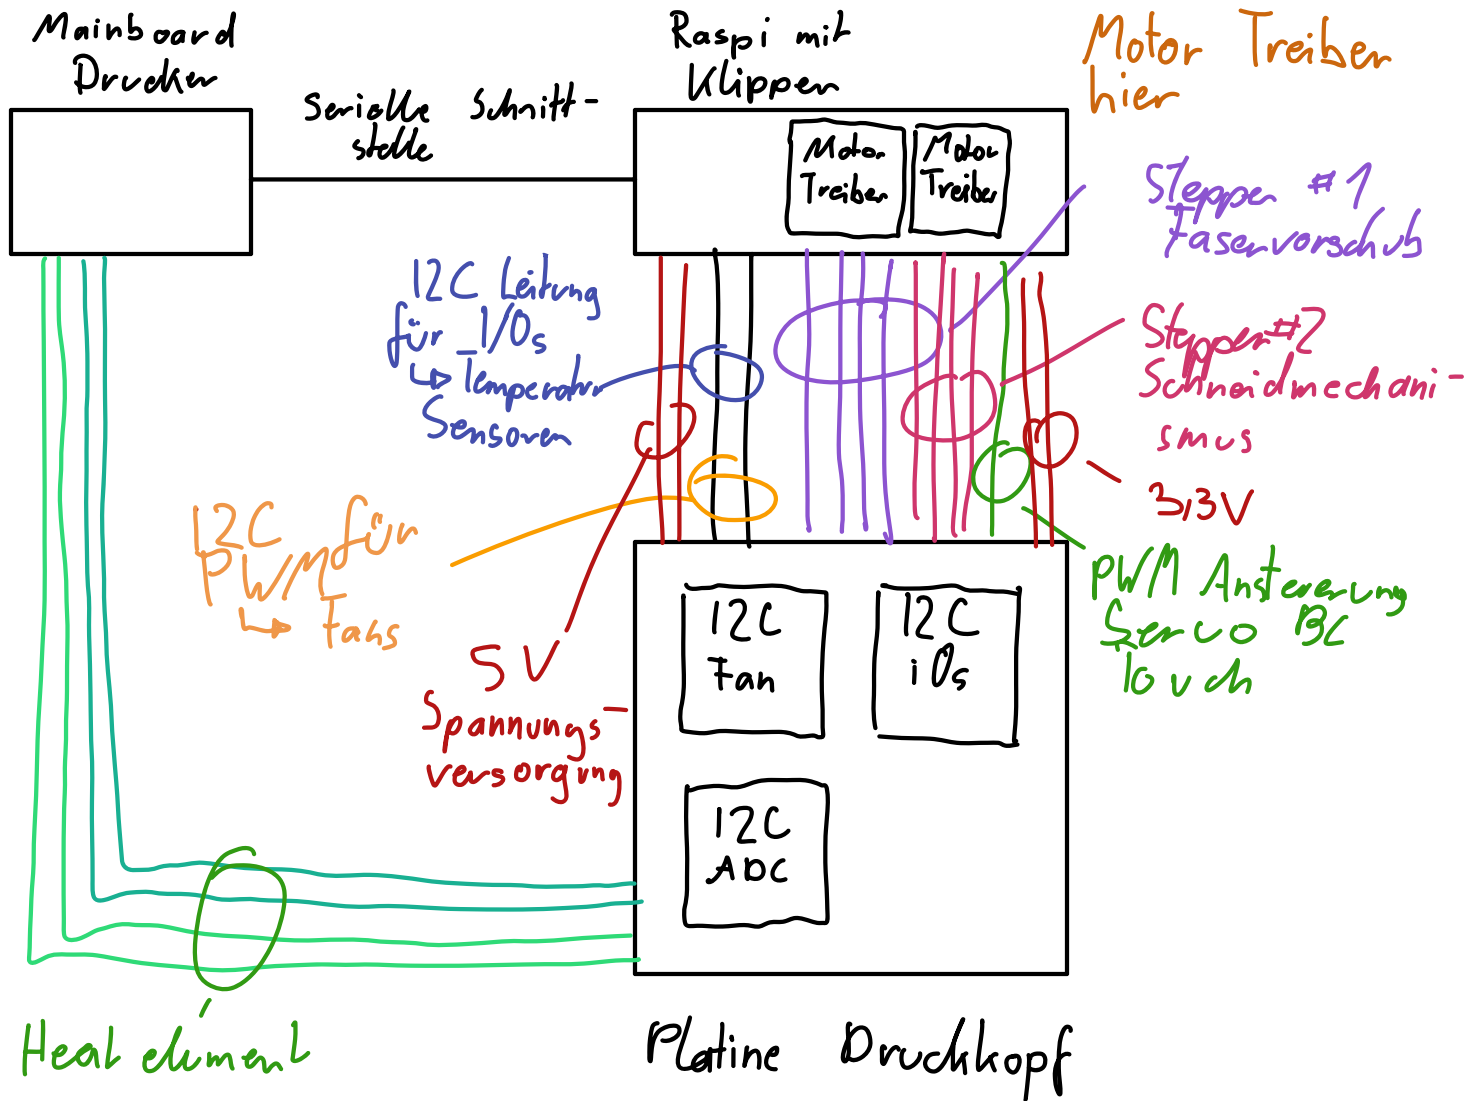 Mainboard
Drucker
Serielle Schnitt-
stelle
Raspi mit
Klipper
Motor Treiber
hier
Motor
Treiber
Motor
Treiber
Stepper #1
Faservorschub
I2C Leitung
für I/Os
↳ Temperatur
Sensoren
Stepper #2
Schneidmechani-
smus
3,3V
I2C
PWM für
↳ Fans
5V
Spannungs-
versorgung
PWM Ansteuerung
Servo BL
Touch
I2C
Fan
I2C
iOs
I2C
ADC
Heat element
Platine Druckkopf